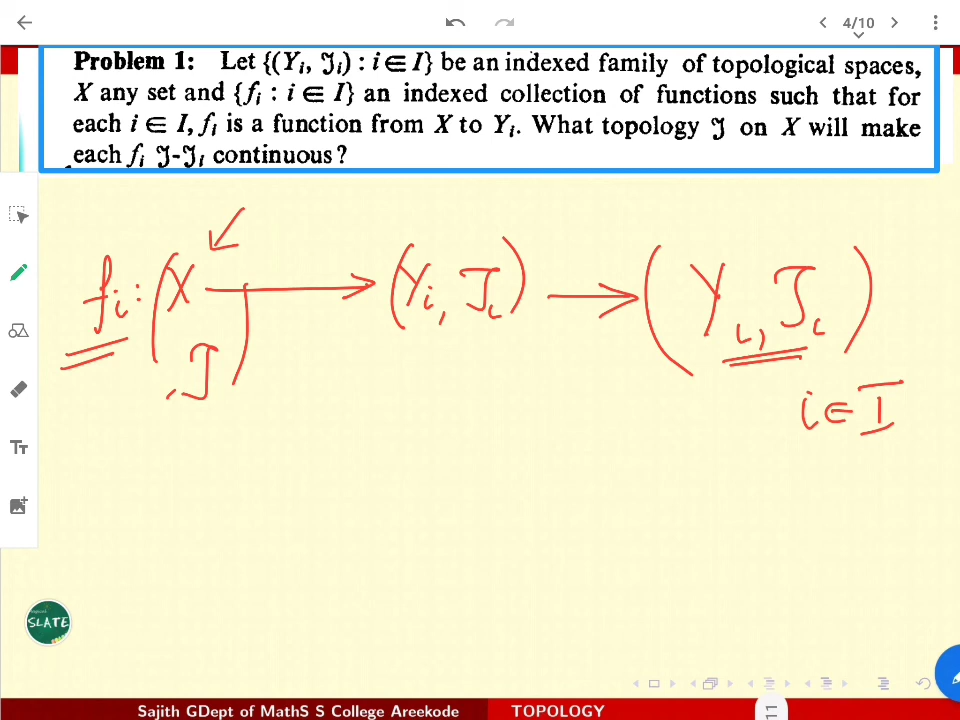 4/10
Problem 1: Let {(Yᵢ, 𝒥ᵢ) : i ∈ I} be an indexed family of topological spaces,
X any set and {fᵢ : i ∈ I} an indexed collection of functions such that for
each i ∈ I, fᵢ is a function from X to Yᵢ. What topology 𝒥 on X will make
each fᵢ 𝒥-𝒥ᵢ continuous?
fᵢ : (X, 𝒥) → (Yᵢ, 𝒥ᵢ) → (Yᵢ, 𝒥ᵢ)
i ∈ I
Tт
SLATE
Sajith GDept of MathS S College Areekode TOPOLOGY 11